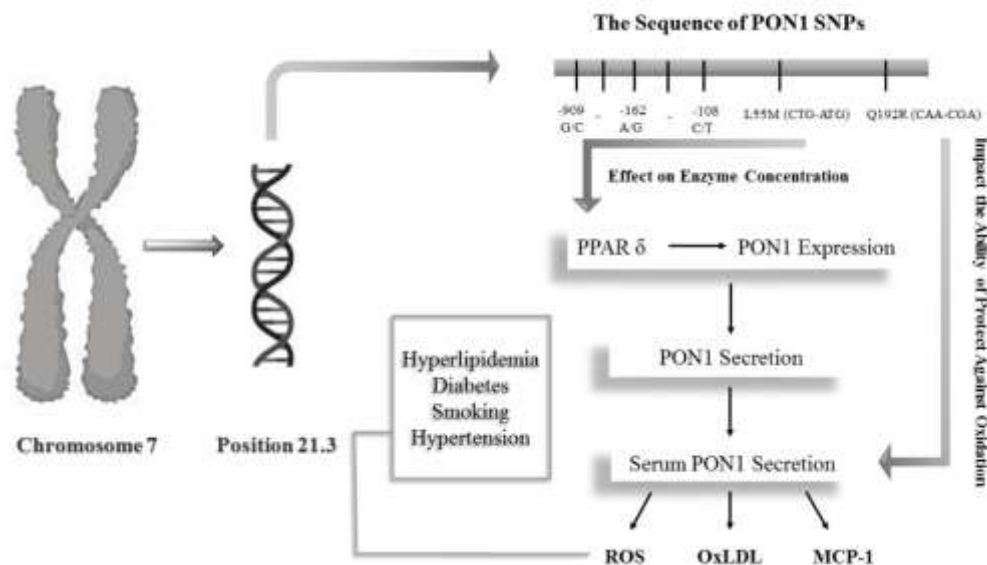 The Sequence of PON1 SNPs
-909 - -162 - -108 L55M (CTG-ATG) Q192R (CAA-CGA)
G/C A/G C/T
Effect on Enzyme Concentration
Impact the Ability of Protect Against Oxidation
PPAR δ PON1 Expression
PON1 Secretion
Hyperlipidemia
Diabetes
Smoking
Hypertension
Chromosome 7 Position 21.3
Serum PON1 Secretion
ROS OxLDL MCP-1